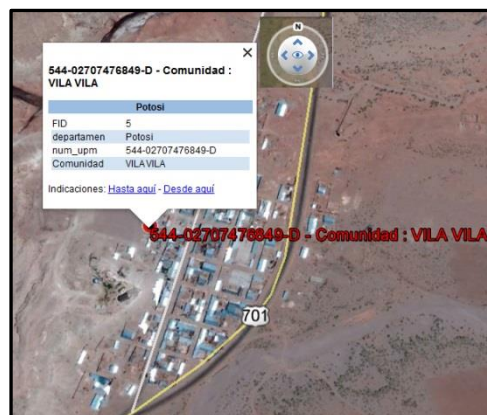 N
544-02707476849-D - Comunidad :
VILA VILA
Potosi
FID 5
departamen Potosi
num_upm 544-02707476849-D
Comunidad VILA VILA
Indicaciones: Hasta aquí - Desde aquí
544-02707476849-D - Comunidad : VILA VILA
701